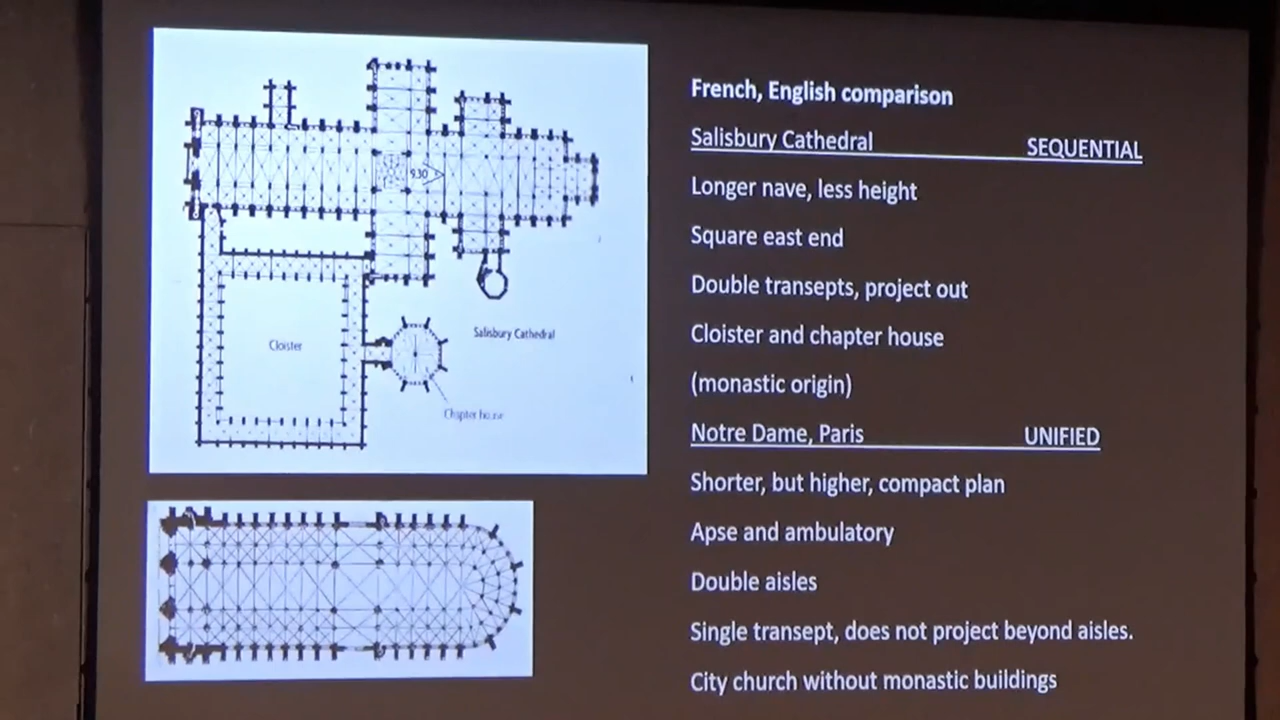 French, English comparison
Salisbury Cathedral SEQUENTIAL
Longer nave, less height
Square east end
Double transepts, project out
Cloister and chapter house
(monastic origin)
Notre Dame, Paris UNIFIED
Shorter, but higher, compact plan
Apse and ambulatory
Double aisles
Single transept, does not project beyond aisles.
City church without monastic buildings
930
Salisbury Cathedral
Cloister
Chapter house